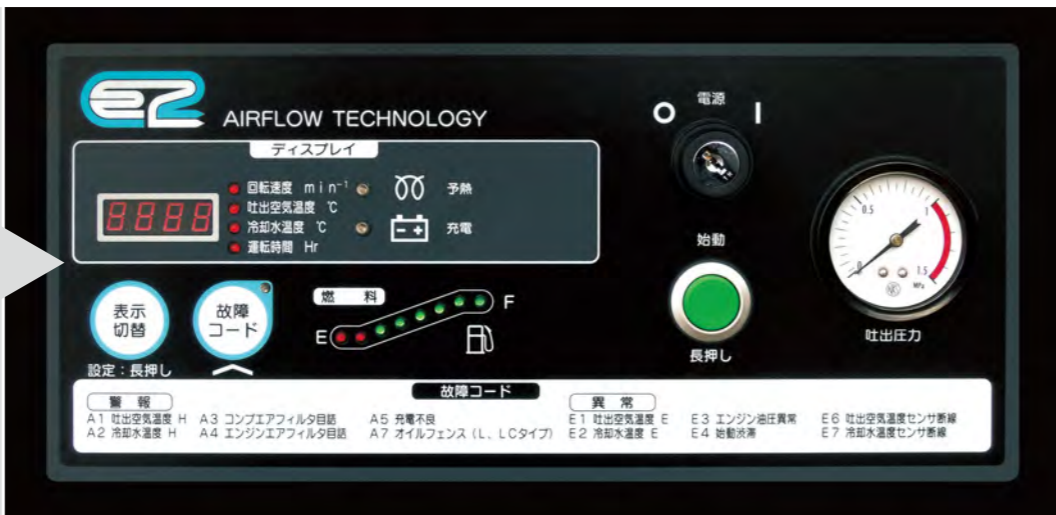 E2 AIRFLOW TECHNOLOGY
ディスプレイ
8888
回転速度 min⁻¹
吐出空気温度 ℃
冷却水温度 ℃
運転時間 Hr
予熱
- +
充電
表示
切替
設定：長押し
故障
コード
燃 料
E
F
O
電源
I
始動
長押し
0
0.5
1
1.5
MPa
吐出圧力
故障コード
警 報
A1 吐出空気温度 H A3 コンプエアフィルタ目詰 A5 充電不良
A2 冷却水温度 H A4 エンジンエアフィルタ目詰 A7 オイルフェンス（L、LCタイプ）
異 常
E1 吐出空気温度 E E3 エンジン油圧異常 E6 吐出空気温度センサ断線
E2 冷却水温度 E E4 始動渋滞 E7 冷却水温度センサ断線